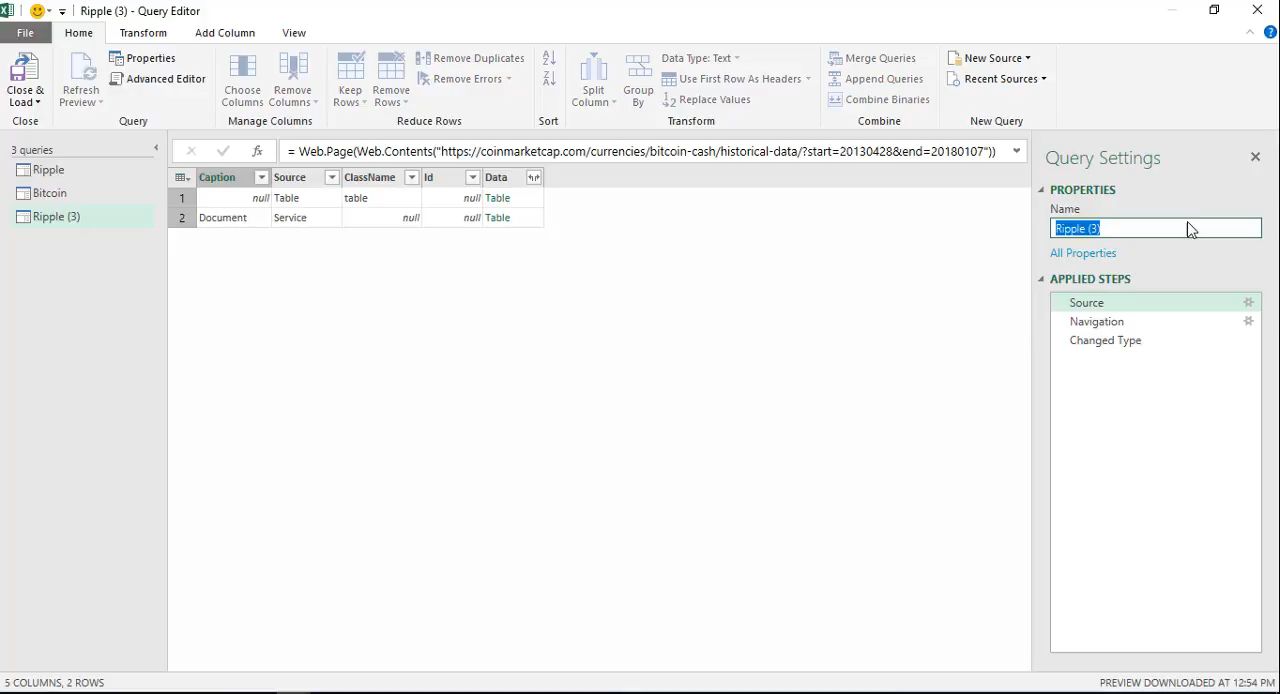 Ripple (3) - Query Editor
File Home Transform Add Column View
Close & Load
Close
Refresh Preview
Properties
Advanced Editor
Query
Choose Columns
Remove Columns
Manage Columns
Keep Rows
Remove Rows
Remove Duplicates
Remove Errors
Reduce Rows
Sort
Split Column
Group By
Data Type: Text
Use First Row As Headers
Replace Values
Transform
Merge Queries
Append Queries
Combine Binaries
Combine
New Source
Recent Sources
New Query
3 queries
Ripple
Bitcoin
Ripple (3)
fx = Web.Page(Web.Contents("https://coinmarketcap.com/currencies/bitcoin-cash/historical-data/?start=20130428&end=20180107"))
Caption Source ClassName Id Data
1 null Table table null Table
2 Document Service null null Table
Query Settings
PROPERTIES
Name
Ripple (3)
All Properties
APPLIED STEPS
Source
Navigation
Changed Type
5 COLUMNS, 2 ROWS
PREVIEW DOWNLOADED AT 12:54 PM